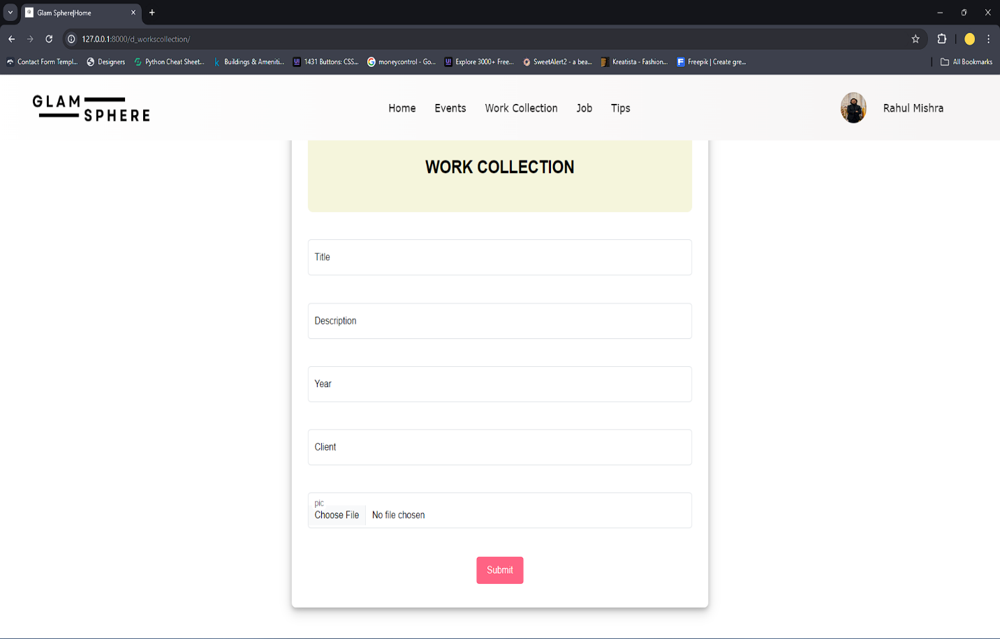 Glam Sphere|Home
127.0.0.1:8000/d_workscollection/
Contact Form Templ... Designers Python Cheat Sheet... Buildings & Ameniti... 1431 Buttons: CSS... moneycontrol - Go... Explore 3000+ Free... SweetAlert2 - a bea... Kreatista - Fashion... Freepik | Create gre... All Bookmarks
GLAM
SPHERE
Home Events Work Collection Job Tips Rahul Mishra
WORK COLLECTION
Title
Description
Year
Client
pic
Choose File No file chosen
Submit